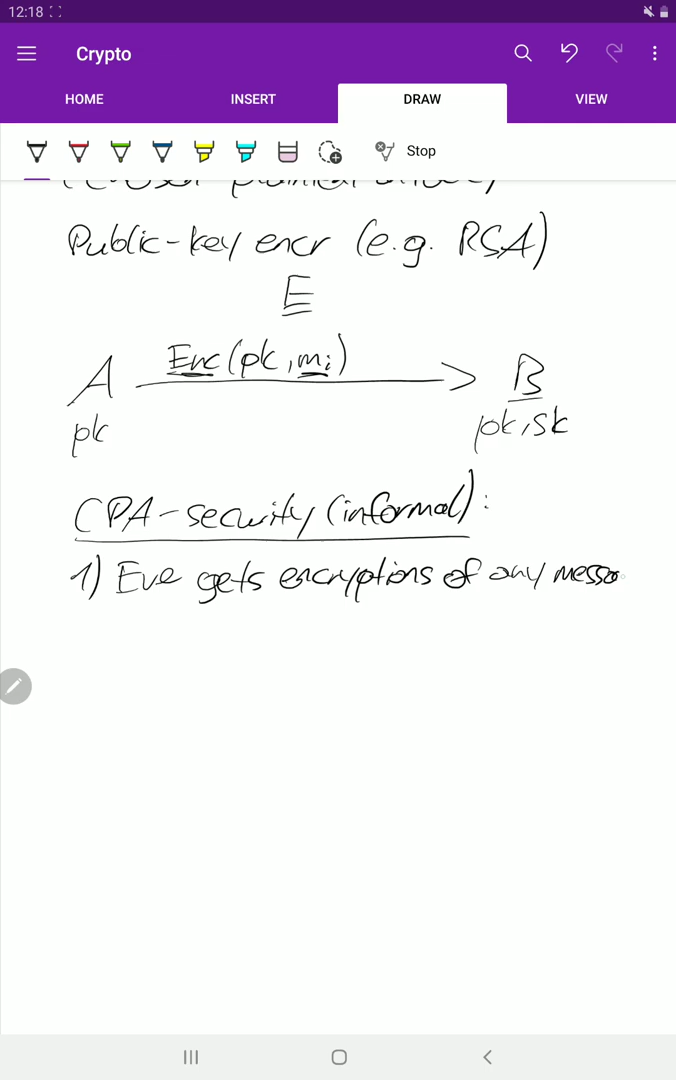 12:18
Crypto
HOME INSERT DRAW VIEW
Stop
Public-key encr (e.g. RSA)
E
Enc(pk, mi)
A B
pk pk, sk
CPA-security (informal):
1) Eve gets encryptions of any messa